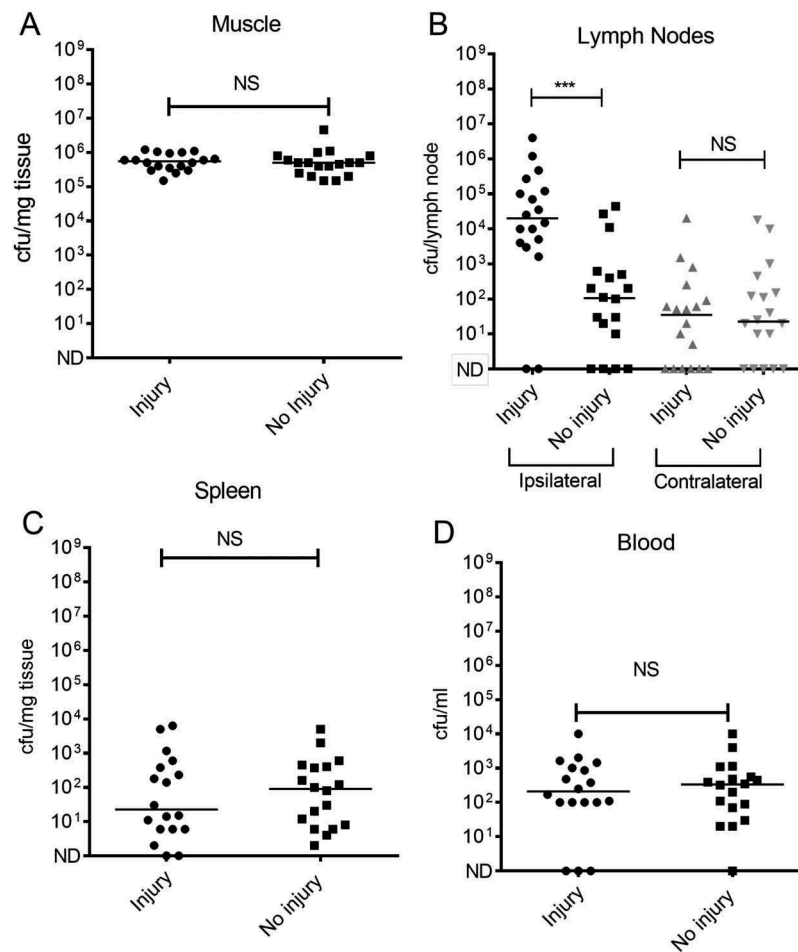 A
Muscle
cfu/mg tissue
10⁹
10⁸
10⁷
10⁶
10⁵
10⁴
10³
10²
10¹
ND
NS
Injury
No Injury
B
Lymph Nodes
cfu/lymph node
10⁹
10⁸
10⁷
10⁶
10⁵
10⁴
10³
10²
10¹
ND
***
NS
Injury
No injury
Injury
No injury
Ipsilateral
Contralateral
C
Spleen
cfu/mg tissue
10⁹
10⁸
10⁷
10⁶
10⁵
10⁴
10³
10²
10¹
ND
NS
Injury
No injury
D
Blood
cfu/ml
10⁹
10⁸
10⁷
10⁶
10⁵
10⁴
10³
10²
10¹
ND
NS
Injury
No injury